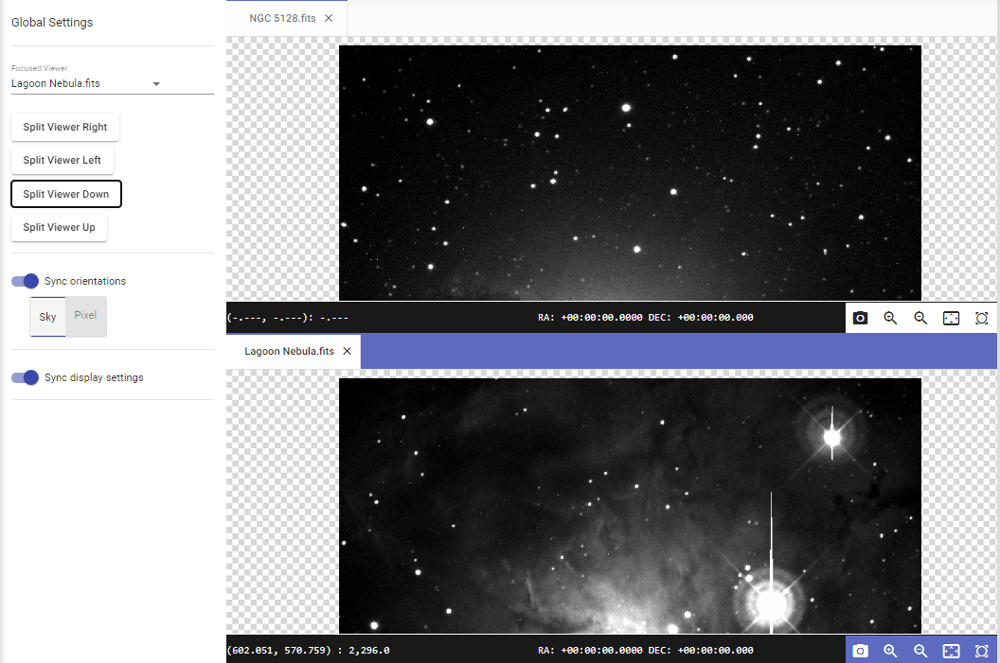 Global Settings
Focused Viewer
Lagoon Nebula.fits
Split Viewer Right
Split Viewer Left
Split Viewer Down
Split Viewer Up
Sync orientations
Sky Pixel
Sync display settings
NGC 5128.fits
(-.---, -.---): -.--- RA: +00:00:00.0000 DEC: +00:00:00.000
Lagoon Nebula.fits
(602.051, 570.759) : 2,296.0 RA: +00:00:00.0000 DEC: +00:00:00.000